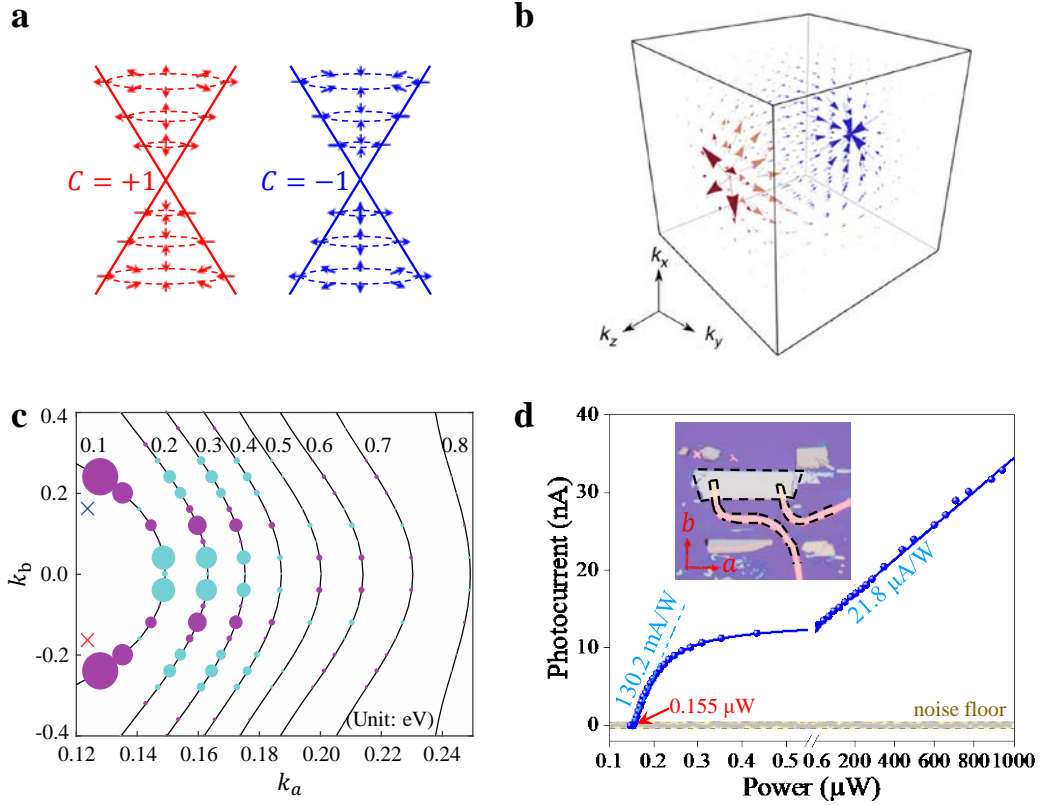 a
C = +1
C = −1
b
k_x
k_z
k_y
c
0.4
0.2
0.0
-0.2
-0.4
k_b
0.1
0.2
0.3
0.4
0.5
0.6
0.7
0.8
(Unit: eV)
0.12
0.14
0.16
0.18
0.20
0.22
0.24
k_a
d
40
30
20
10
0
Photocurrent (nA)
b
a
130.2 mA/W
21.8 μA/W
0.155 μW
noise floor
0.1
0.2
0.3
0.4
0.5
0.6
200
400
600
800
1000
Power (μW)